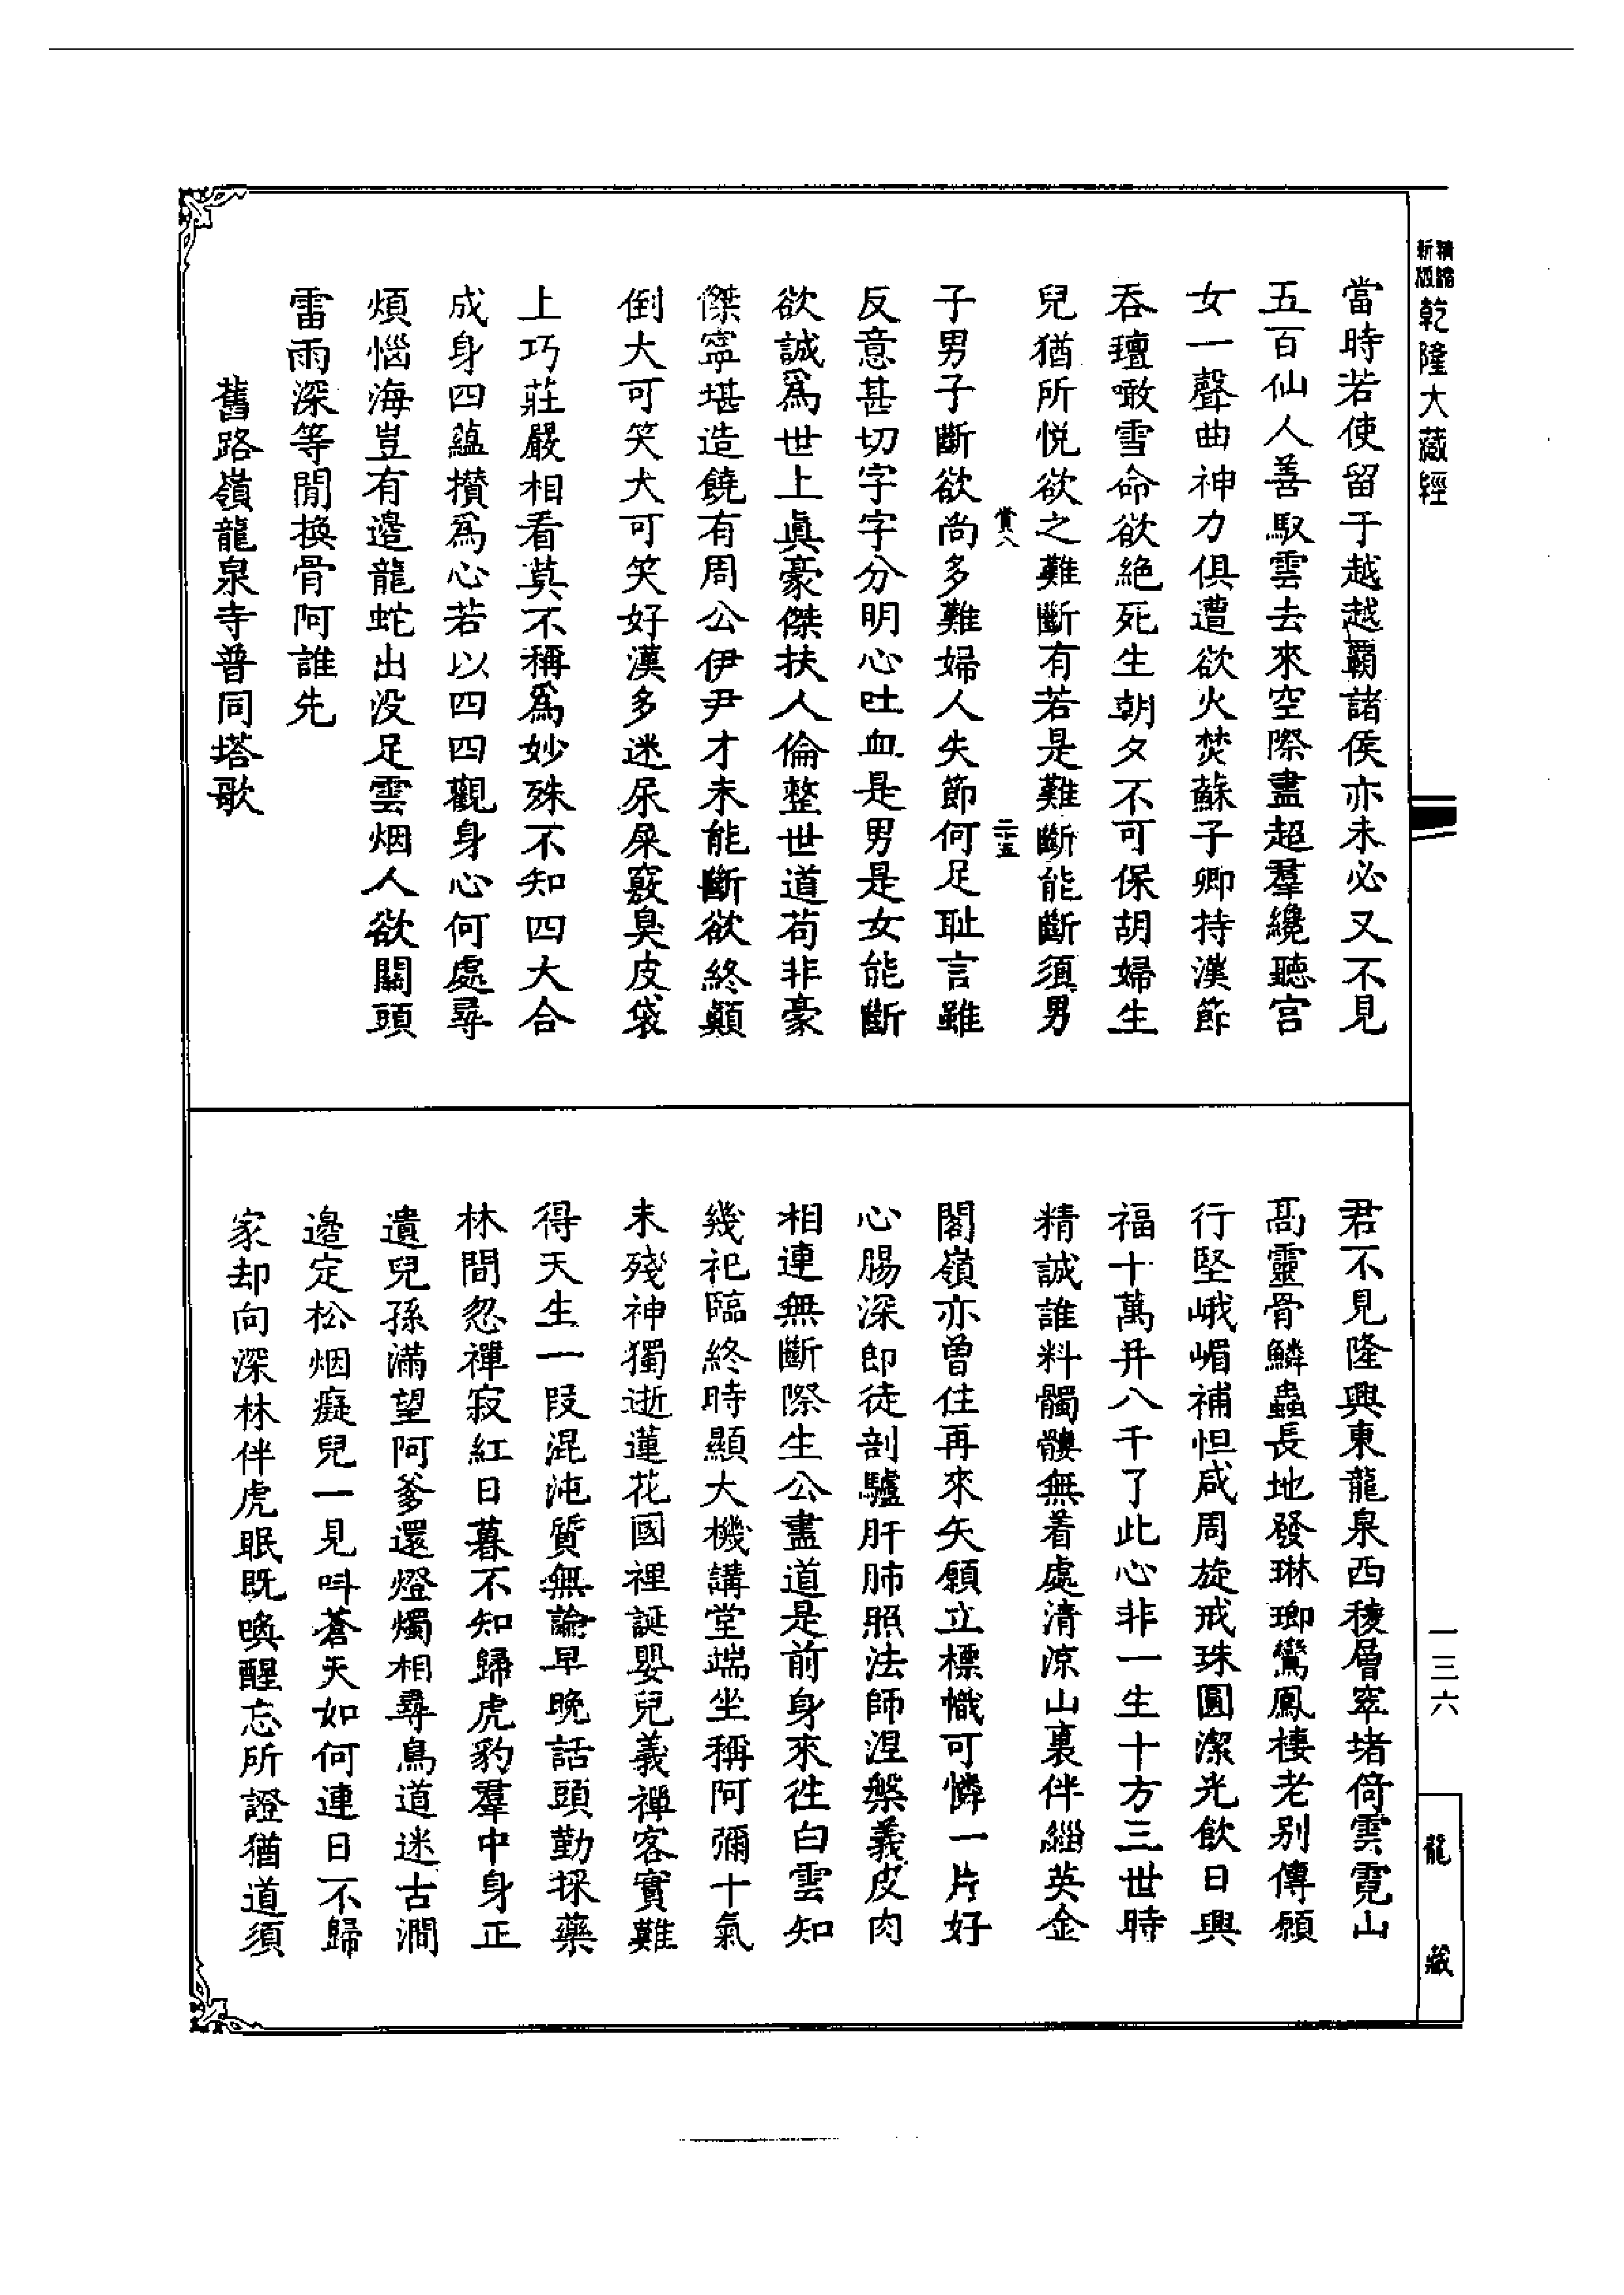 精縮
新版
乾隆大藏經
當時若使留于越越覇諸侯亦未必又不見
五百仙人善馭雲去來空際盡超羣纔聽宫
女一聲曲神力俱遭欲火焚蘇子卿持漢節
吞氊噉雪命欲絶死生朝夕不可保胡婦生
兒猶所悦欲之難斷有若是難斷能斷須男
賞八
二十五
子男子斷欲尚多難婦人失節何足耻言雖
反意甚切字字分明心吐血是男是女能斷
欲誠爲世上眞豪傑扶人倫整世道苟非豪
傑寧堪造饒有周公伊尹才未能斷欲終顚
倒大可笑大可笑好漢多迷尿屎竅臭皮袋
上巧莊嚴相看莫不稱爲妙殊不知四大合
成身四蘊攢爲心若以四四觀身心何處尋
煩惱海豈有邊龍蛇出没足雲烟人欲關頭
雷雨深等閒換骨阿誰先
舊路嶺龍泉寺普同塔歌
君不見隆興東龍泉西稜層窣堵倚雲霓山
高靈骨鱗蟲長地發琳瑯鸞鳳棲老别傳願
行堅峨嵋補怛咸周旋戒珠圓潔光飲日興
福十萬幷八千了此心非一生十方三世時
精誠誰料髑髏無着處清凉山裏伴緇英金
閣嶺亦曾住再來矢願立標幟可憐一片好
心腸深郎徒剖驢肝肺照法師涅槃義皮肉
相連無斷際生公盡道是前身來徃白雲知
幾祀臨終時顯大機講堂端坐稱阿彌十氣
未殘神獨逝蓮花國裡誕嬰兒義禪客實難
得天生一段混沌質無論早晚話頭勤採藥
林間忽禪寂紅日暮不知歸虎豹羣中身正
遺兒孫滿望阿爹還燈燭相尋鳥道迷古澗
邊定松烟癡兒一見呌蒼天如何連日不歸
家却向深林伴虎眠既喚醒忘所證猶道須
一三六
龍藏